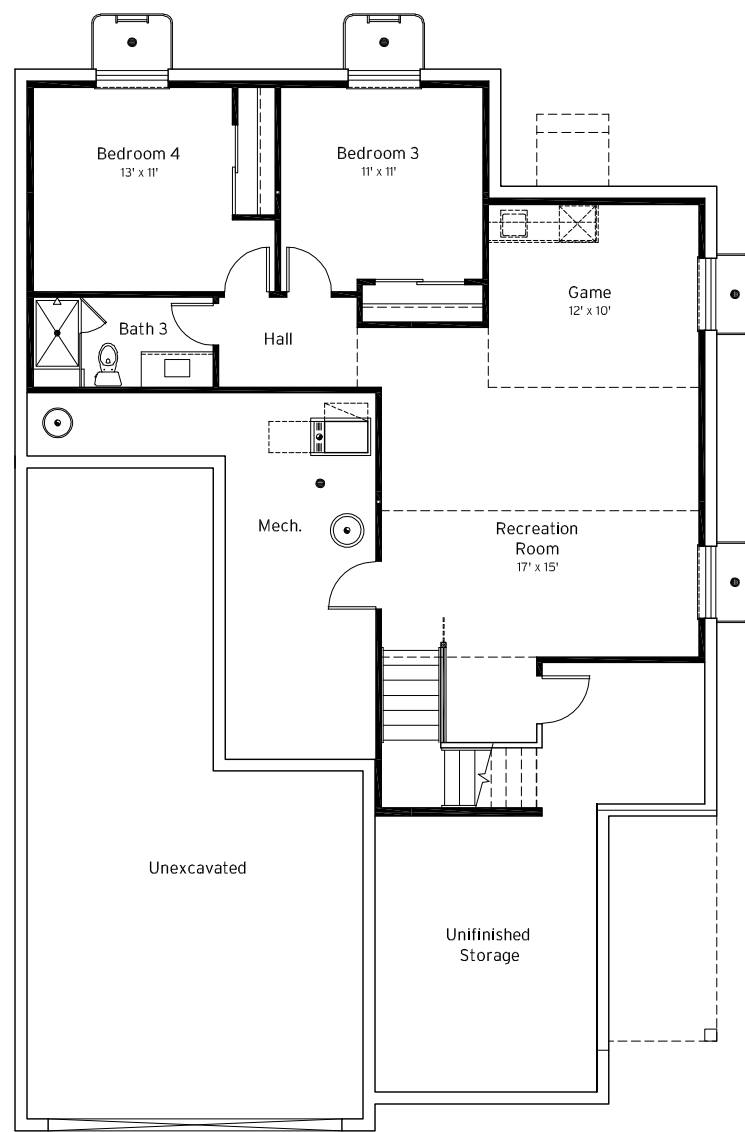 Bedroom 4
13' x 11'
Bedroom 3
11' x 11'
Game
12' x 10'
Bath 3
Hall
Mech.
Recreation
Room
17' x 15'
Unexcavated
Unifinished
Storage